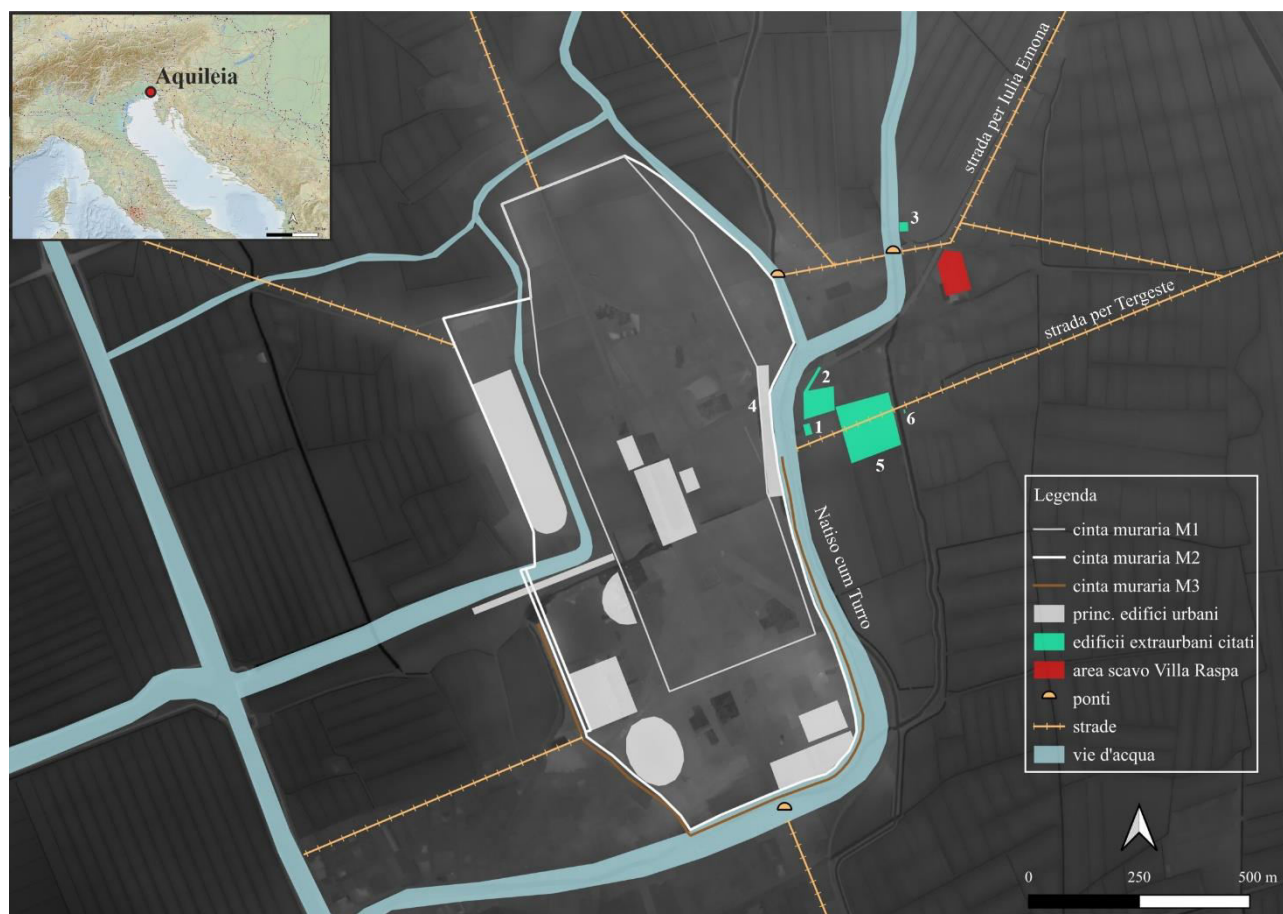 Aquileia
strada per Iulia Emona
3
strada per Tergeste
2
4
1
6
5
Natiso cum Turro
Legenda
cinta muraria M1
cinta muraria M2
cinta muraria M3
princ. edifici urbani
edificii extraurbani citati
area scavo Villa Raspa
ponti
strade
vie d'acqua
0 250 500 m